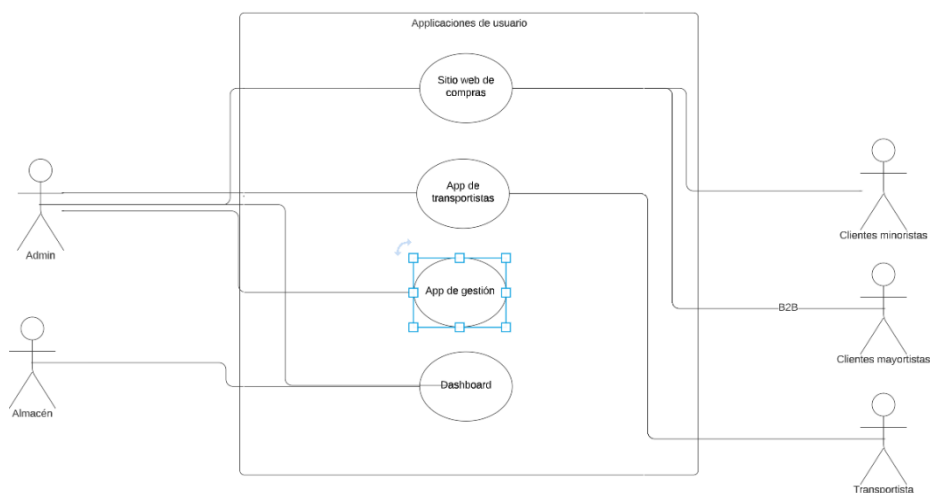 Applicaciones de usuario
Sitio web de
compras
App de
transportistas
Admin
Clientes minoristas
App de gestión
B2B
Clientes mayortistas
Dashboard
Almacén
Transportista